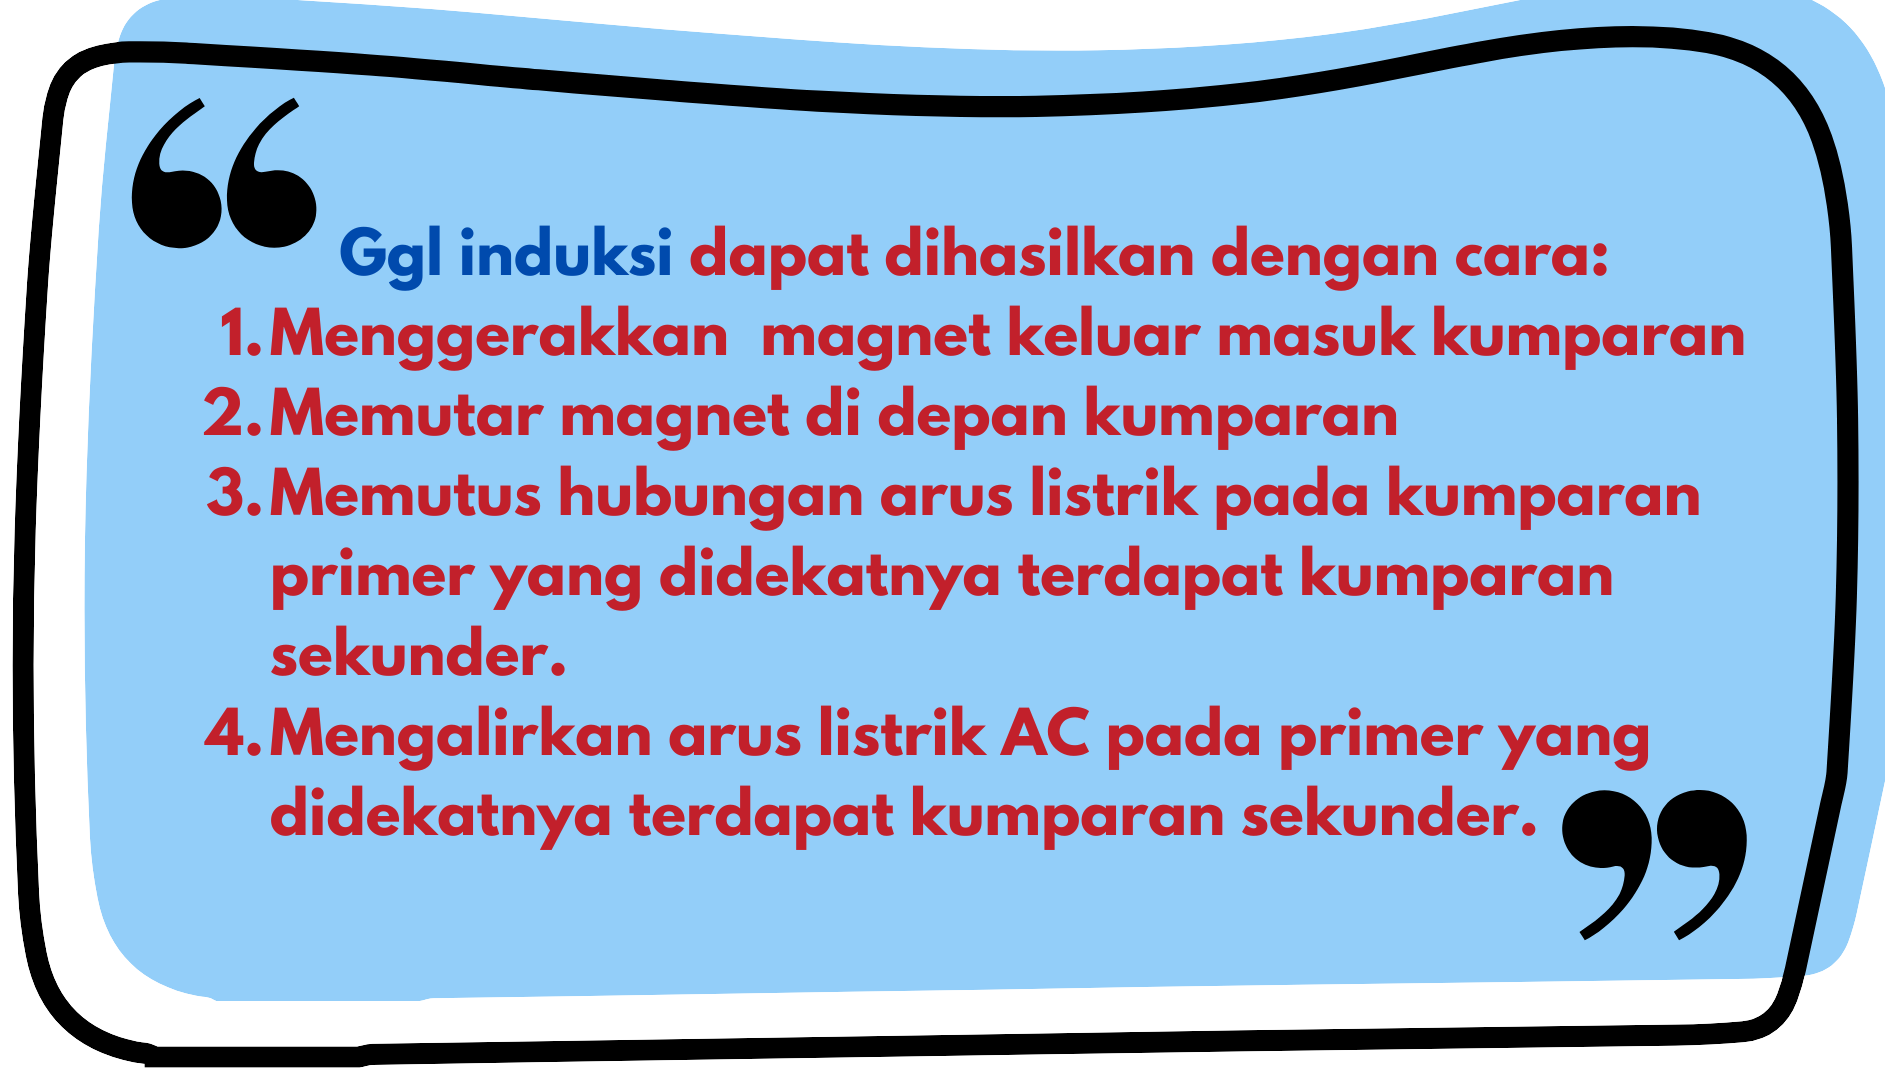 “ Ggl induksi dapat dihasilkan dengan cara:
1. Menggerakkan magnet keluar masuk kumparan
2. Memutar magnet di depan kumparan
3. Memutus hubungan arus listrik pada kumparan
primer yang didekatnya terdapat kumparan
sekunder.
4. Mengalirkan arus listrik AC pada primer yang
didekatnya terdapat kumparan sekunder. ”